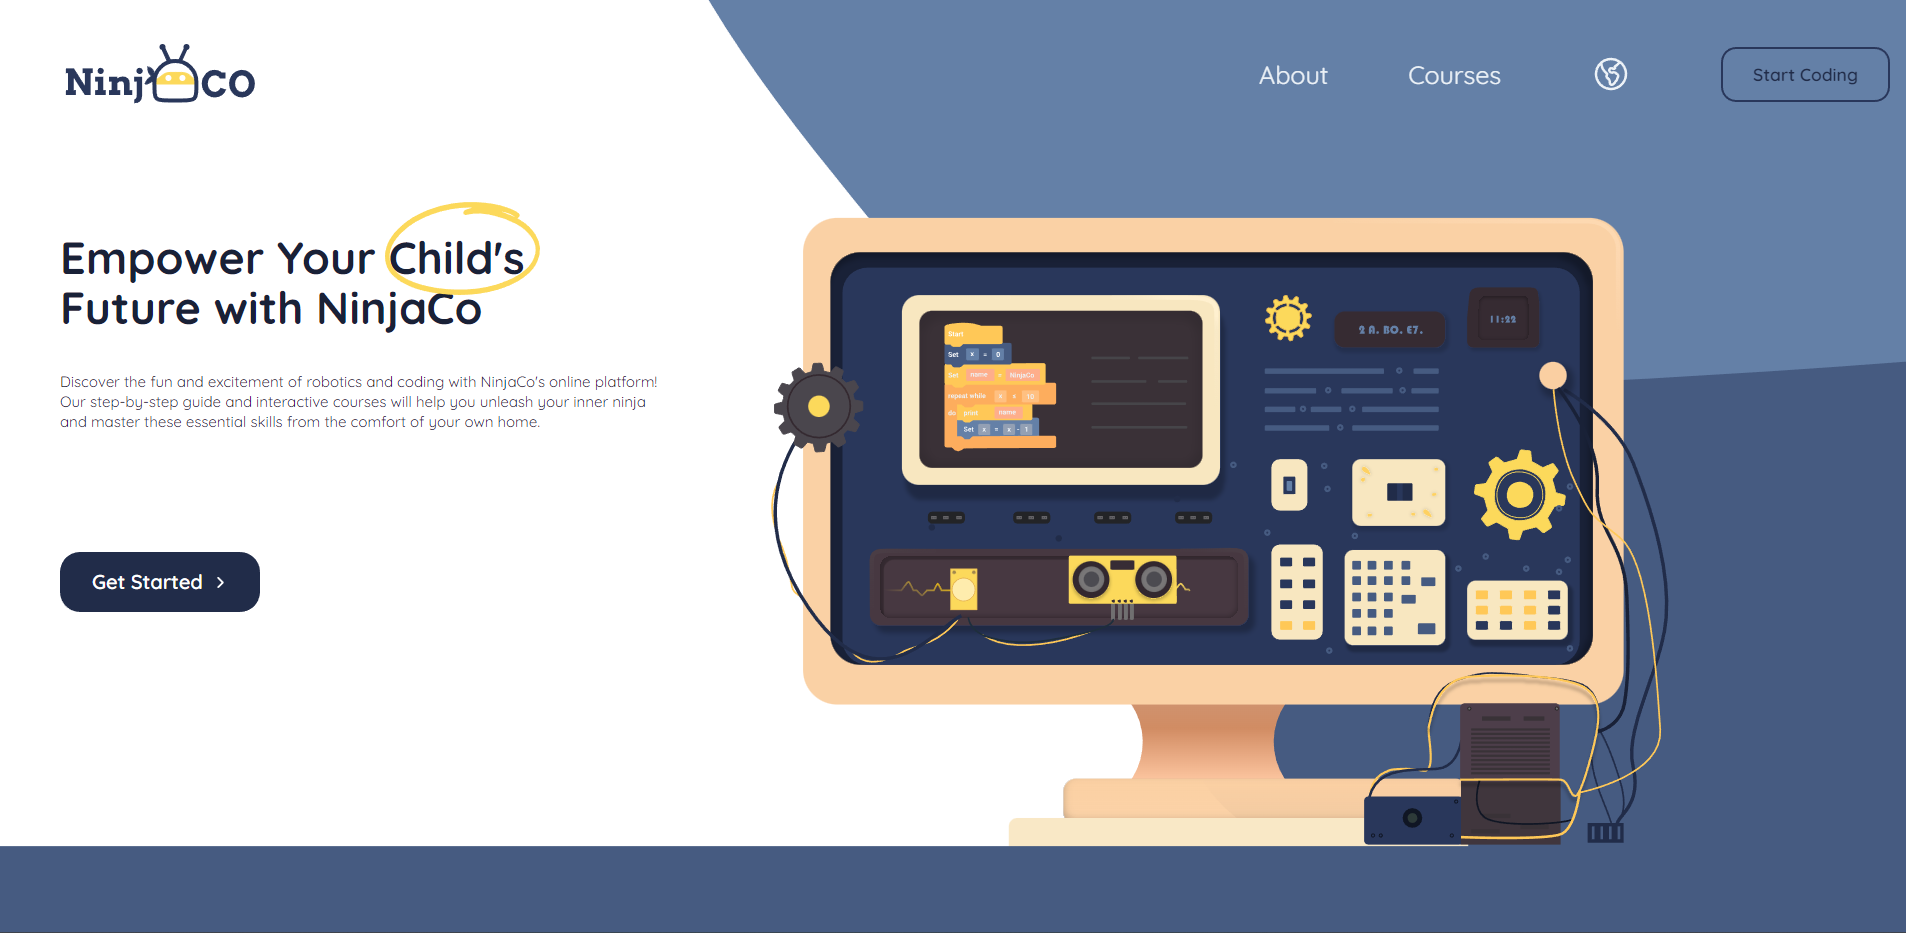 NinjaCO
About
Courses
Start Coding
Empower Your Child's
Future with NinjaCo
Discover the fun and excitement of robotics and coding with NinjaCo's online platform!
Our step-by-step guide and interactive courses will help you unleash your inner ninja
and master these essential skills from the comfort of your own home.
Get Started
Start
Set x = 0
Set name = NinjaCo
repeat while x ≤ 10
do print name
Set x = x - 1
2 A. BO. E7.
11:22